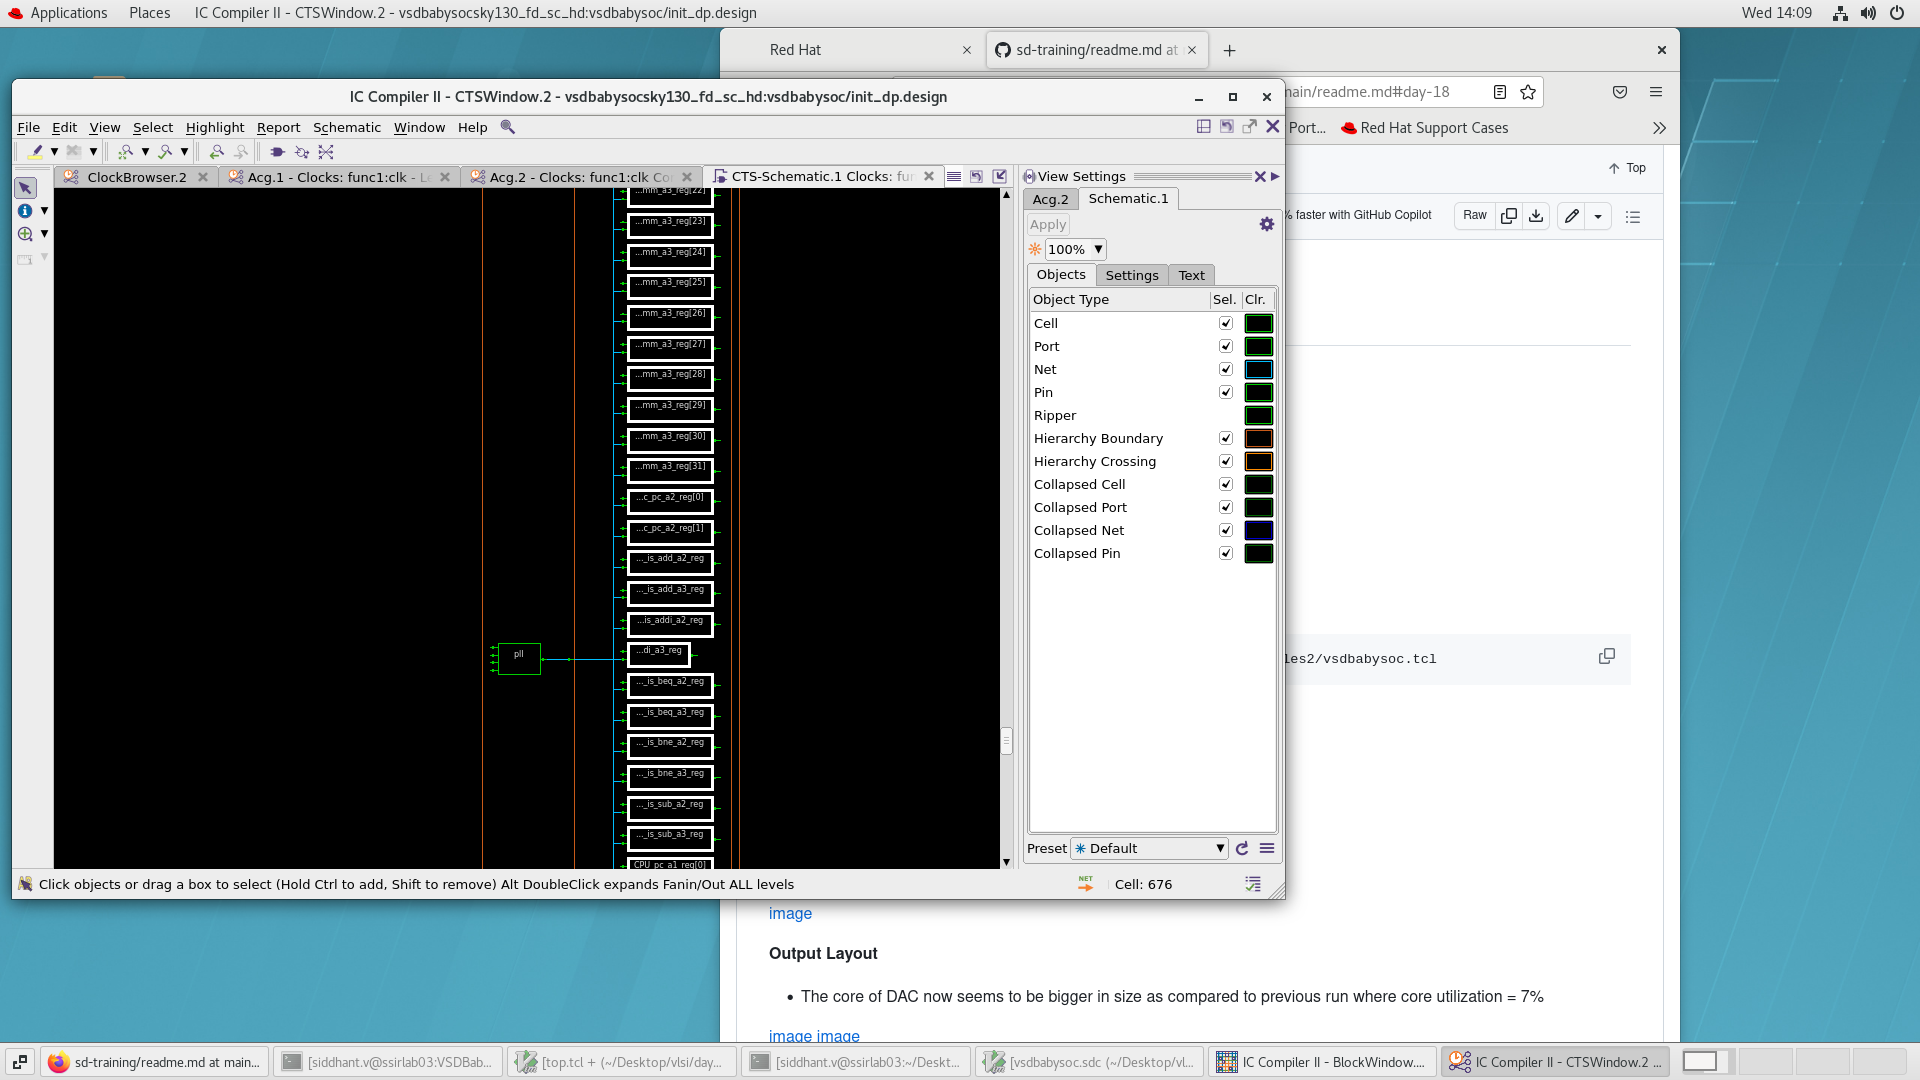 Applications Places IC Compiler II - CTSWindow.2 - vsdbabysocsky130_fd_sc_hd:vsdbabysoc/init_dp.design Wed 14:09
Red Hat
sd-training/readme.md at
IC Compiler II - CTSWindow.2 - vsdbabysocsky130_fd_sc_hd:vsdbabysoc/init_dp.design
nain/readme.md#day-18
File Edit View Select Highlight Report Schematic Window Help
Port... Red Hat Support Cases
ClockBrowser.2
Acg.1 - Clocks: func1:clk - Le
Acg.2 - Clocks: func1:clk Co
CTS-Schematic.1 Clocks: fun
View Settings
Top
Acg.2 Schematic.1
Apply
100%
% faster with GitHub Copilot
Raw
Objects Settings Text
Object Type Sel. Clr.
Cell
Port
Net
Pin
Ripper
Hierarchy Boundary
Hierarchy Crossing
Collapsed Cell
Collapsed Port
Collapsed Net
Collapsed Pin
...mm_a3_reg[22]
...mm_a3_reg[23]
...mm_a3_reg[24]
...mm_a3_reg[25]
...mm_a3_reg[26]
...mm_a3_reg[27]
...mm_a3_reg[28]
...mm_a3_reg[29]
...mm_a3_reg[30]
...mm_a3_reg[31]
...c_pc_a2_reg[0]
...c_pc_a2_reg[1]
..._is_add_a2_reg
..._is_add_a3_reg
...is_addi_a2_reg
pll
...di_a3_reg
..._is_beq_a2_reg
..._is_beq_a3_reg
..._is_bne_a2_reg
..._is_bne_a3_reg
..._is_sub_a2_reg
..._is_sub_a3_reg
CPU_pc_a1_reg[0]
les2/vsdbabysoc.tcl
Preset Default
Click objects or drag a box to select (Hold Ctrl to add, Shift to remove) Alt DoubleClick expands Fanin/Out ALL levels
NET
Cell: 676
image
Output Layout
• The core of DAC now seems to be bigger in size as compared to previous run where core utilization = 7%
image image
sd-training/readme.md at main...
[siddhant.v@ssirlab03:VSDBab...
[top.tcl + (~/Desktop/vlsi/day...
[siddhant.v@ssirlab03:~/Deskt...
[vsdbabysoc.sdc (~/Desktop/vl...
IC Compiler II - BlockWindow....
IC Compiler II - CTSWindow.2 ...